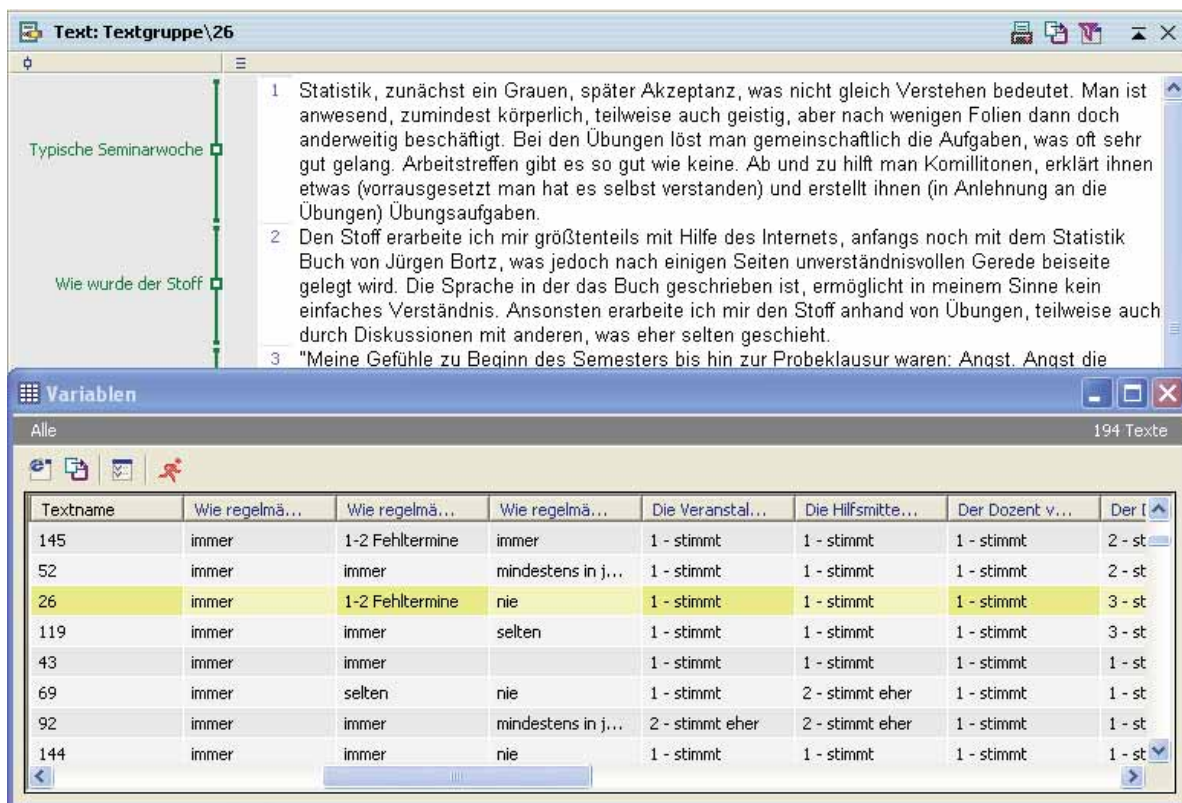 Text: Textgruppe\26
1 Statistik, zunächst ein Grauen, später Akzeptanz, was nicht gleich Verstehen bedeutet. Man ist
anwesend, zumindest körperlich, teilweise auch geistig, aber nach wenigen Folien dann doch
Typische Seminarwoche
anderweitig beschäftigt. Bei den Übungen löst man gemeinschaftlich die Aufgaben, was oft sehr
gut gelang. Arbeitstreffen gibt es so gut wie keine. Ab und zu hilft man Komillitonen, erklärt ihnen
etwas (vorrausgesetzt man hat es selbst verstanden) und erstellt ihnen (in Anlehnung an die
Übungen) Übungsaufgaben.
2 Den Stoff erarbeite ich mir größtenteils mit Hilfe des Internets, anfangs noch mit dem Statistik
Buch von Jürgen Bortz, was jedoch nach einigen Seiten unverständnisvollen Gerede beiseite
Wie wurde der Stoff
gelegt wird. Die Sprache in der das Buch geschrieben ist, ermöglicht in meinem Sinne kein
einfaches Verständnis. Ansonsten erarbeite ich mir den Stoff anhand von Übungen, teilweise auch
durch Diskussionen mit anderen, was eher selten geschieht.
3 "Meine Gefühle zu Beginn des Semesters bis hin zur Probeklausur waren: Angst. Angst die
Variablen
Alle 194 Texte
Textname Wie regelmä... Wie regelmä... Wie regelmä... Die Veranstal... Die Hilfsmitte... Der Dozent v... Der
145 immer 1-2 Fehltermine immer 1 - stimmt 1 - stimmt 1 - stimmt 2 - st
52 immer immer mindestens in j... 1 - stimmt 1 - stimmt 1 - stimmt 2 - st
26 immer 1-2 Fehltermine nie 1 - stimmt 1 - stimmt 1 - stimmt 3 - st
119 immer immer selten 1 - stimmt 1 - stimmt 1 - stimmt 3 - st
43 immer immer 1 - stimmt 1 - stimmt 1 - stimmt 1 - st
69 immer selten nie 1 - stimmt 2 - stimmt eher 1 - stimmt 1 - st
92 immer immer mindestens in j... 2 - stimmt eher 2 - stimmt eher 1 - stimmt 1 - st
144 immer immer nie 1 - stimmt 1 - stimmt 1 - stimmt 1 - st